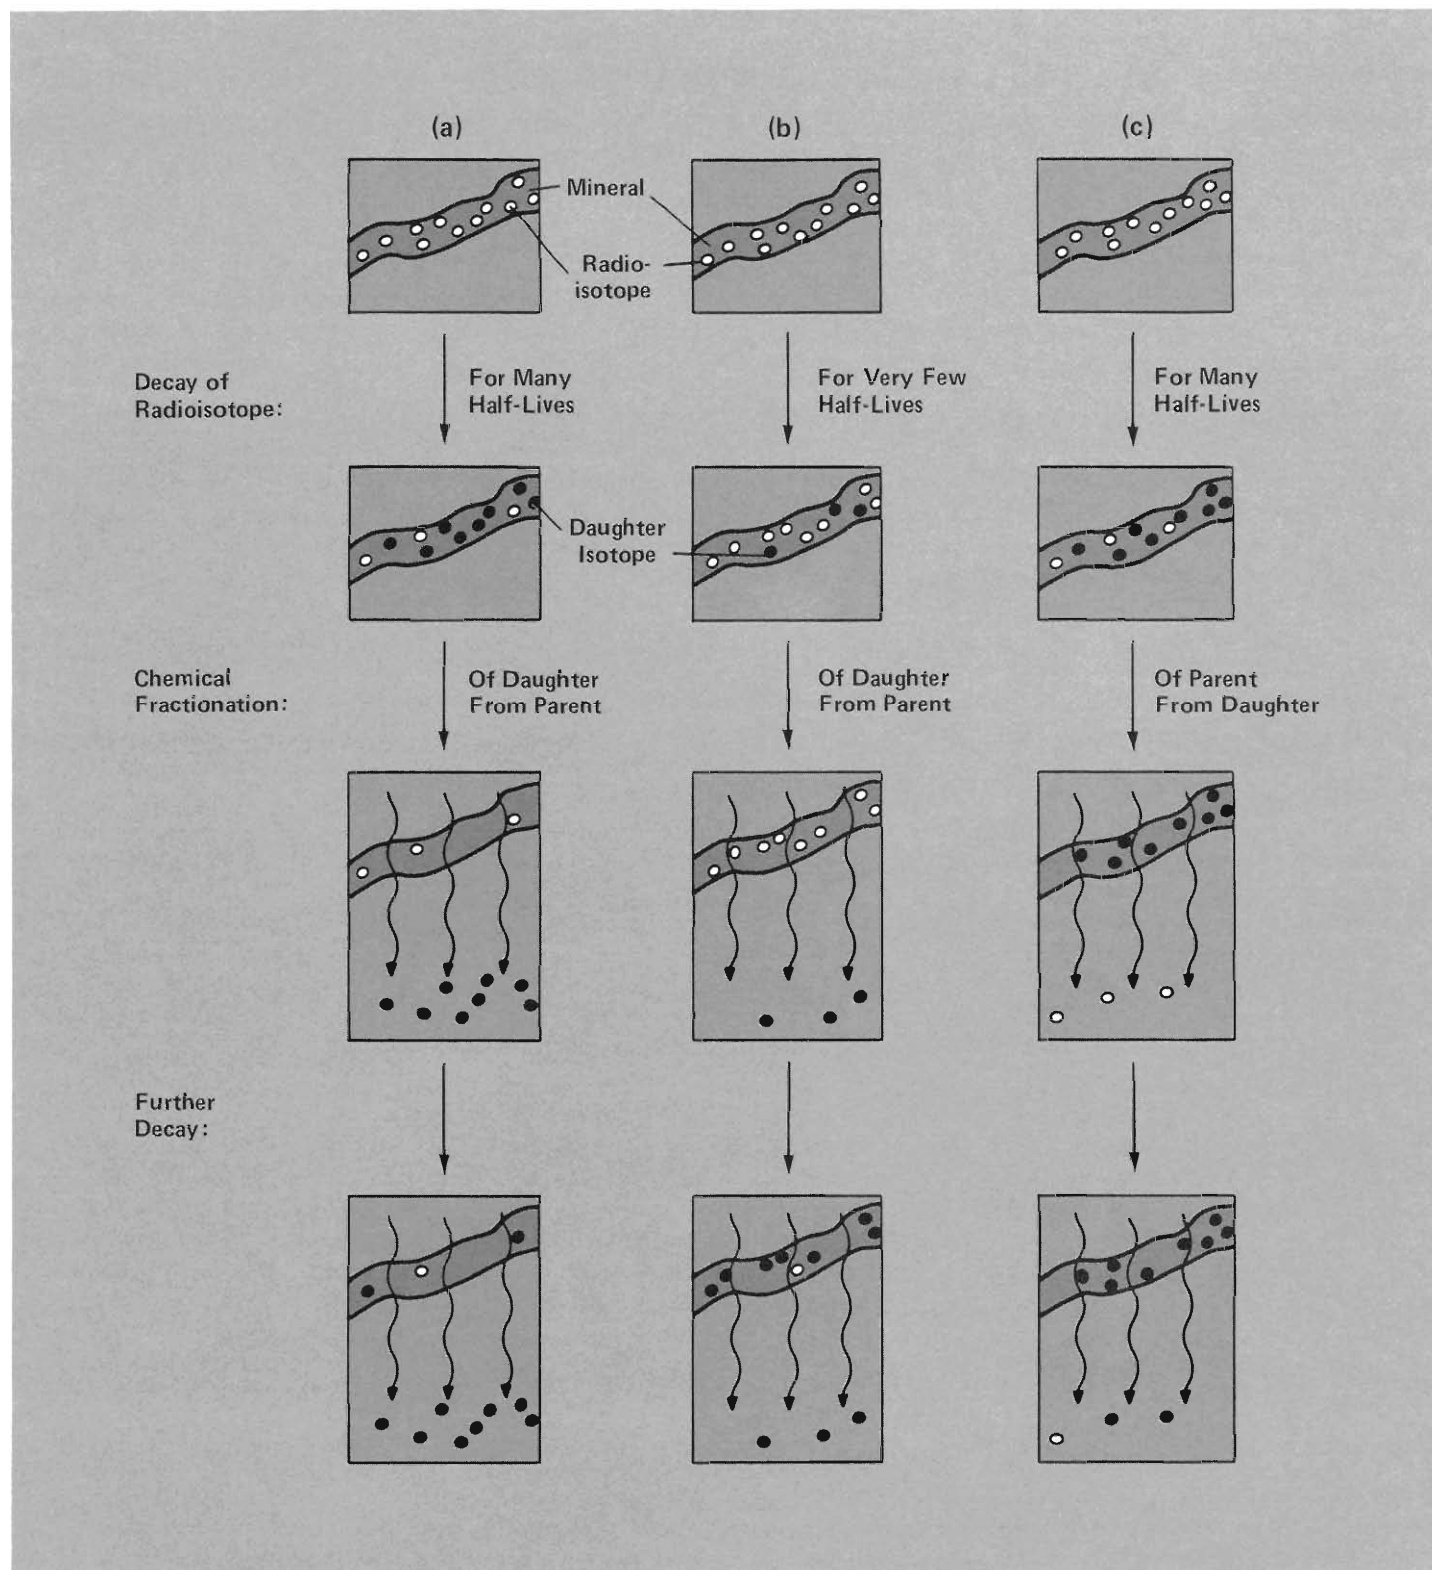 (a)
(b)
(c)
Mineral
Radio-
isotope
Decay of
Radioisotope:
For Many
Half-Lives
For Very Few
Half-Lives
For Many
Half-Lives
Daughter
Isotope
Chemical
Fractionation:
Of Daughter
From Parent
Of Daughter
From Parent
Of Parent
From Daughter
Further
Decay: